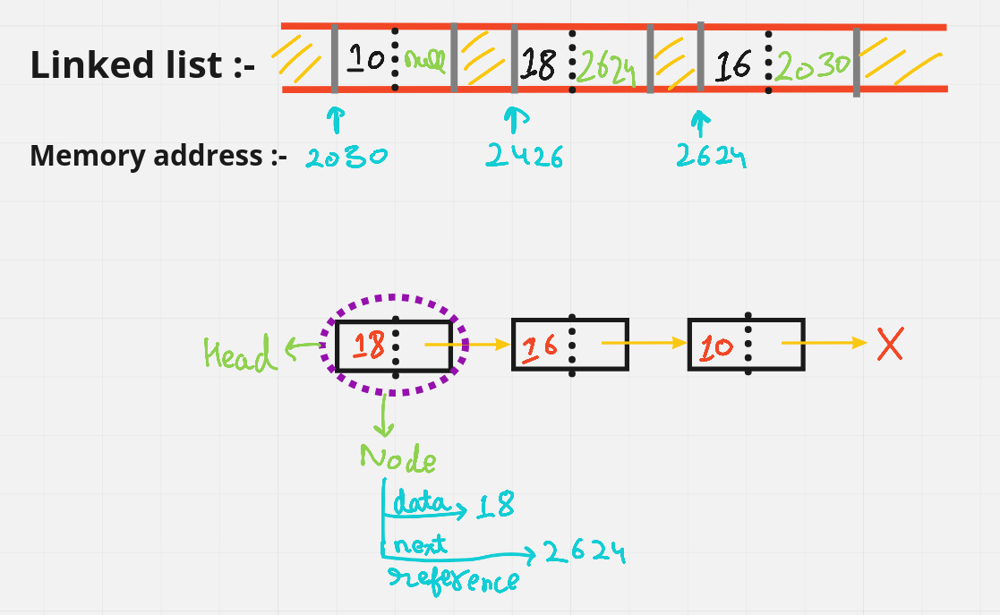 Linked list :- 10 null 18 2624 16 2030
Memory address :- 2030 2426 2624
Head 18 16 10 X
Node
data 18
next 2624
reference